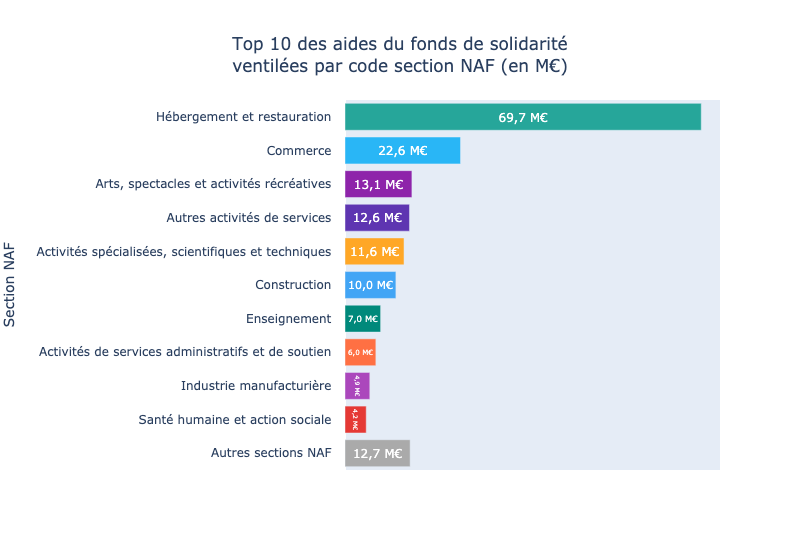 Top 10 des aides du fonds de solidarité
ventilées par code section NAF (en M€)
Section NAF
Hébergement et restauration 69,7 M€
Commerce 22,6 M€
Arts, spectacles et activités récréatives 13,1 M€
Autres activités de services 12,6 M€
Activités spécialisées, scientifiques et techniques 11,6 M€
Construction 10,0 M€
Enseignement 7,0 M€
Activités de services administratifs et de soutien 6,0 M€
Industrie manufacturière 4,9 M€
Santé humaine et action sociale 4,2 M€
Autres sections NAF 12,7 M€